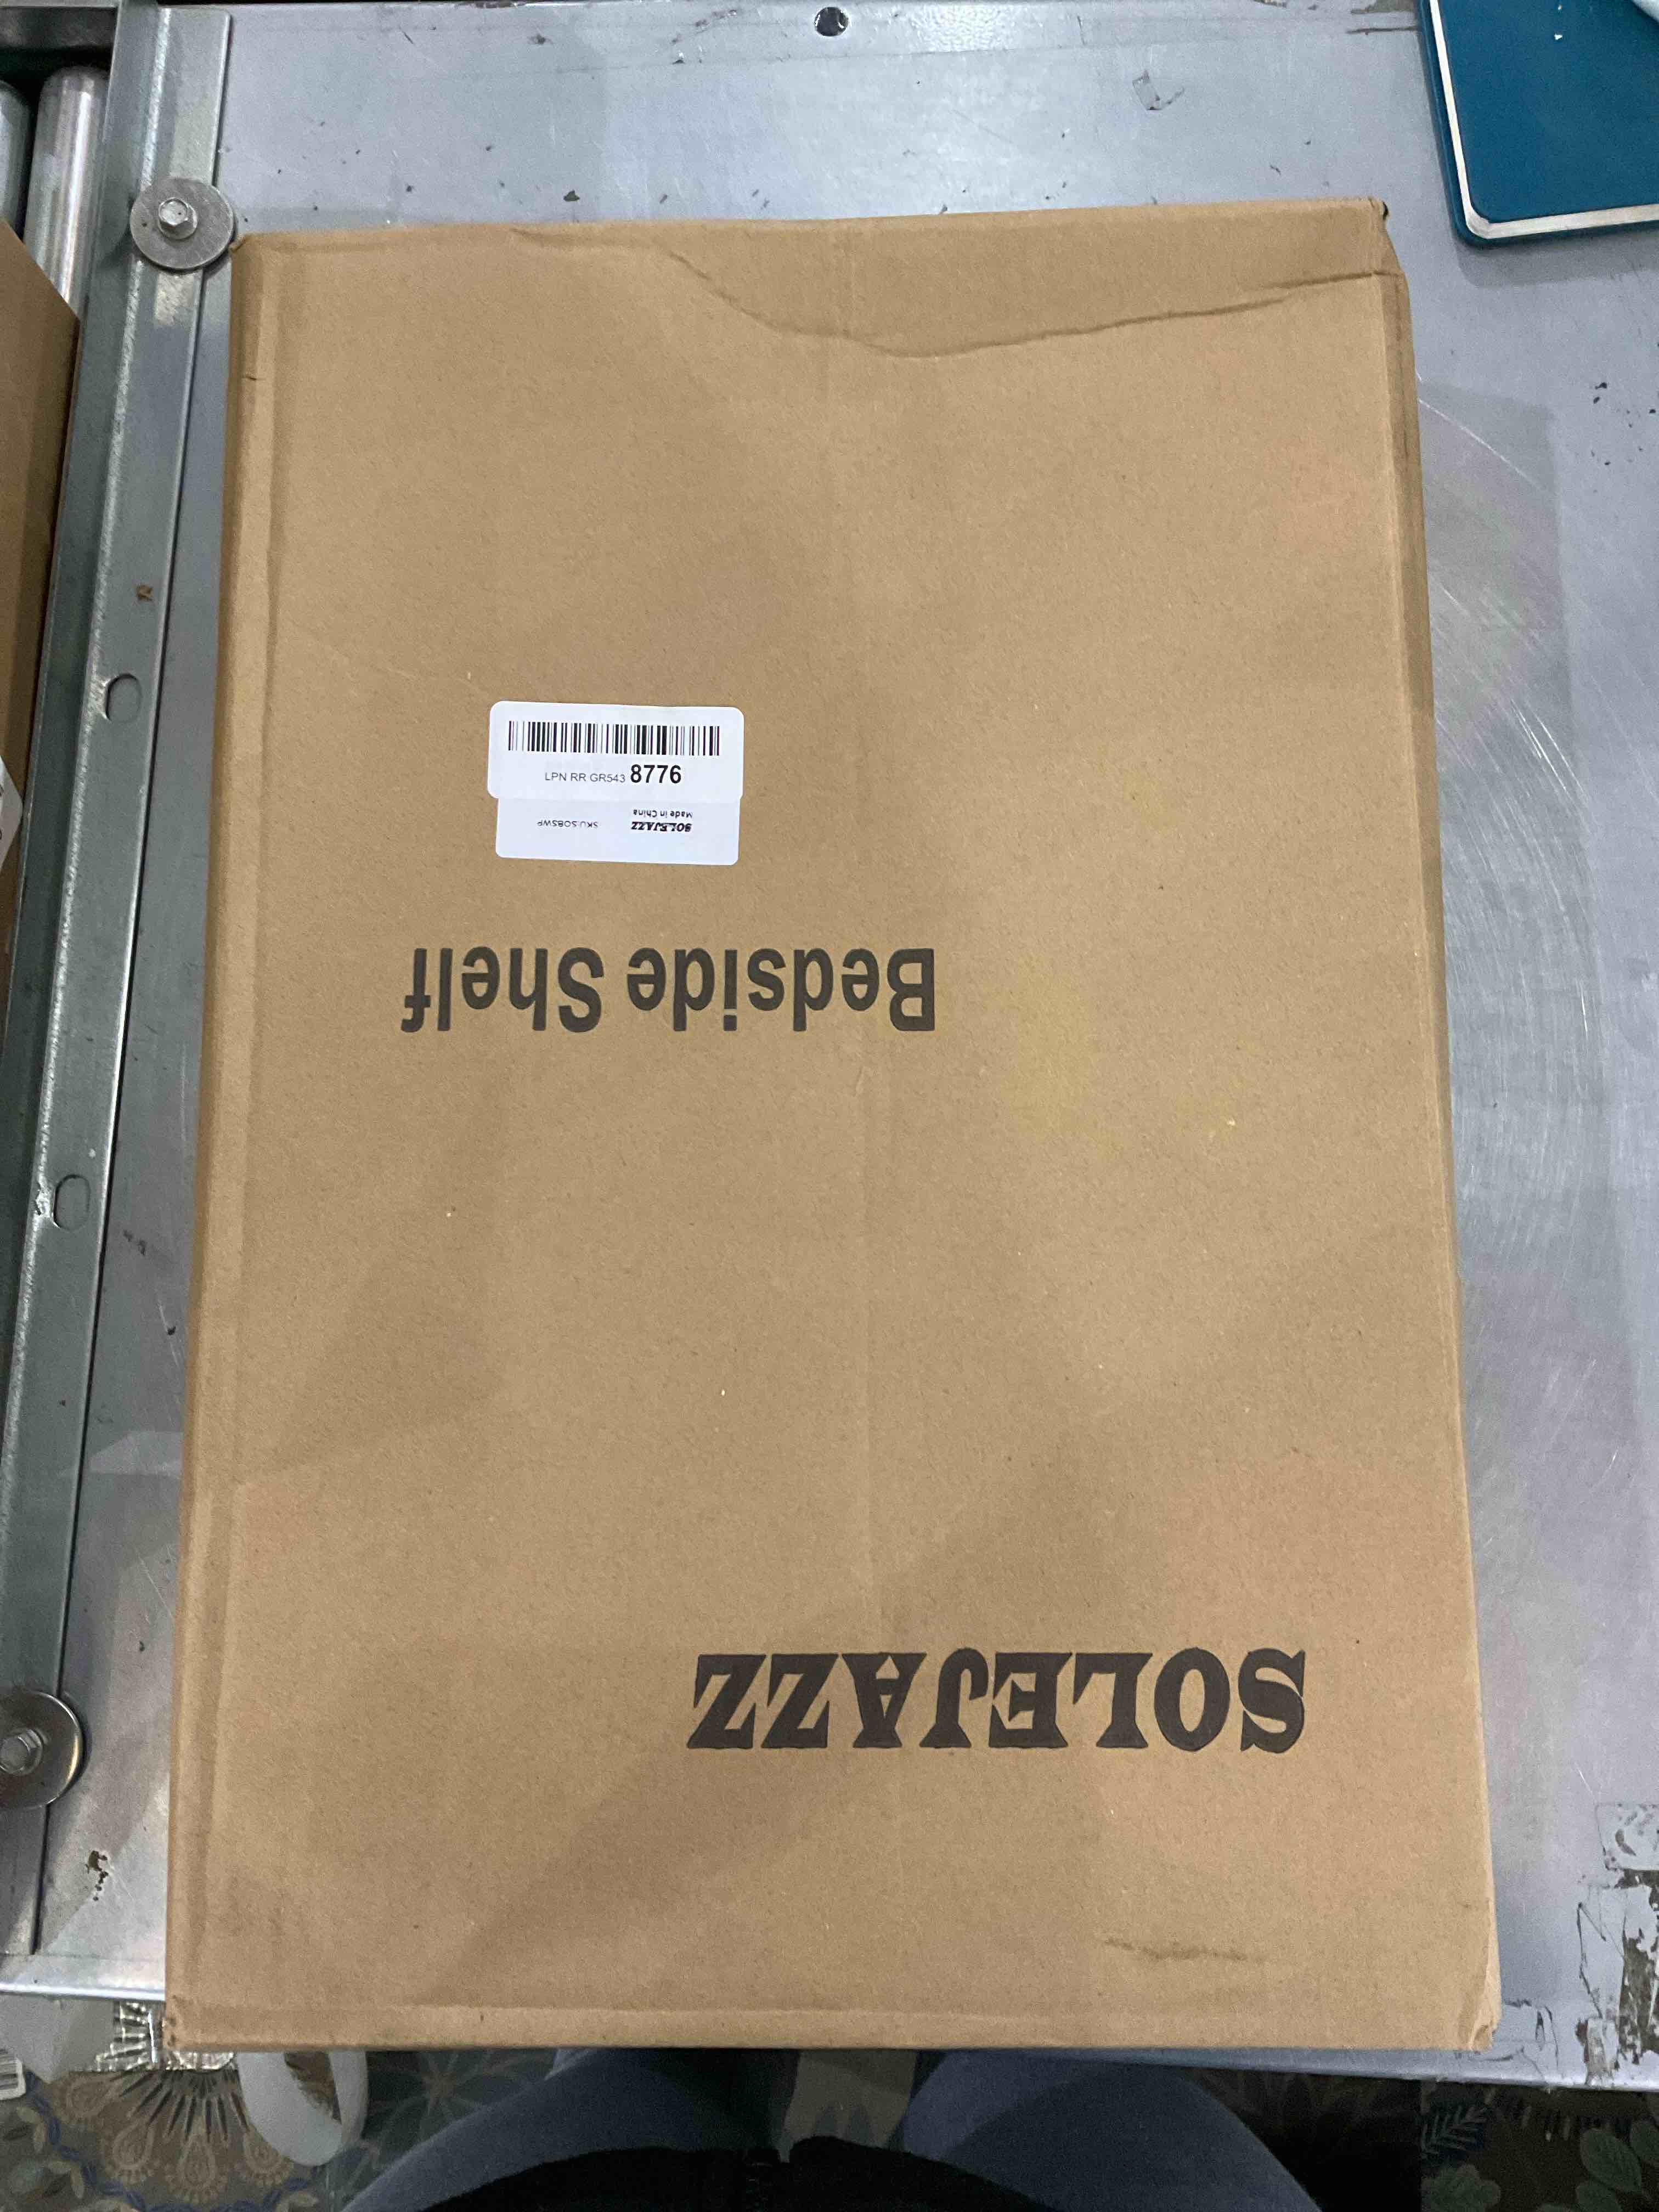 LPN RR GR543 8776
SOLEJAZZ SKU:SOBSWP
Made in China
Bedside Shelf
SOLEJAZZ